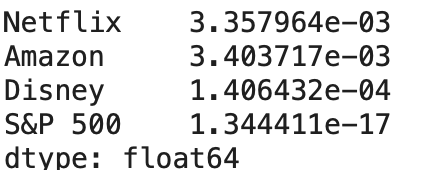 Netflix    3.357964e-03
Amazon     3.403717e-03
Disney     1.406432e-04
S&P 500    1.344411e-17
dtype: float64